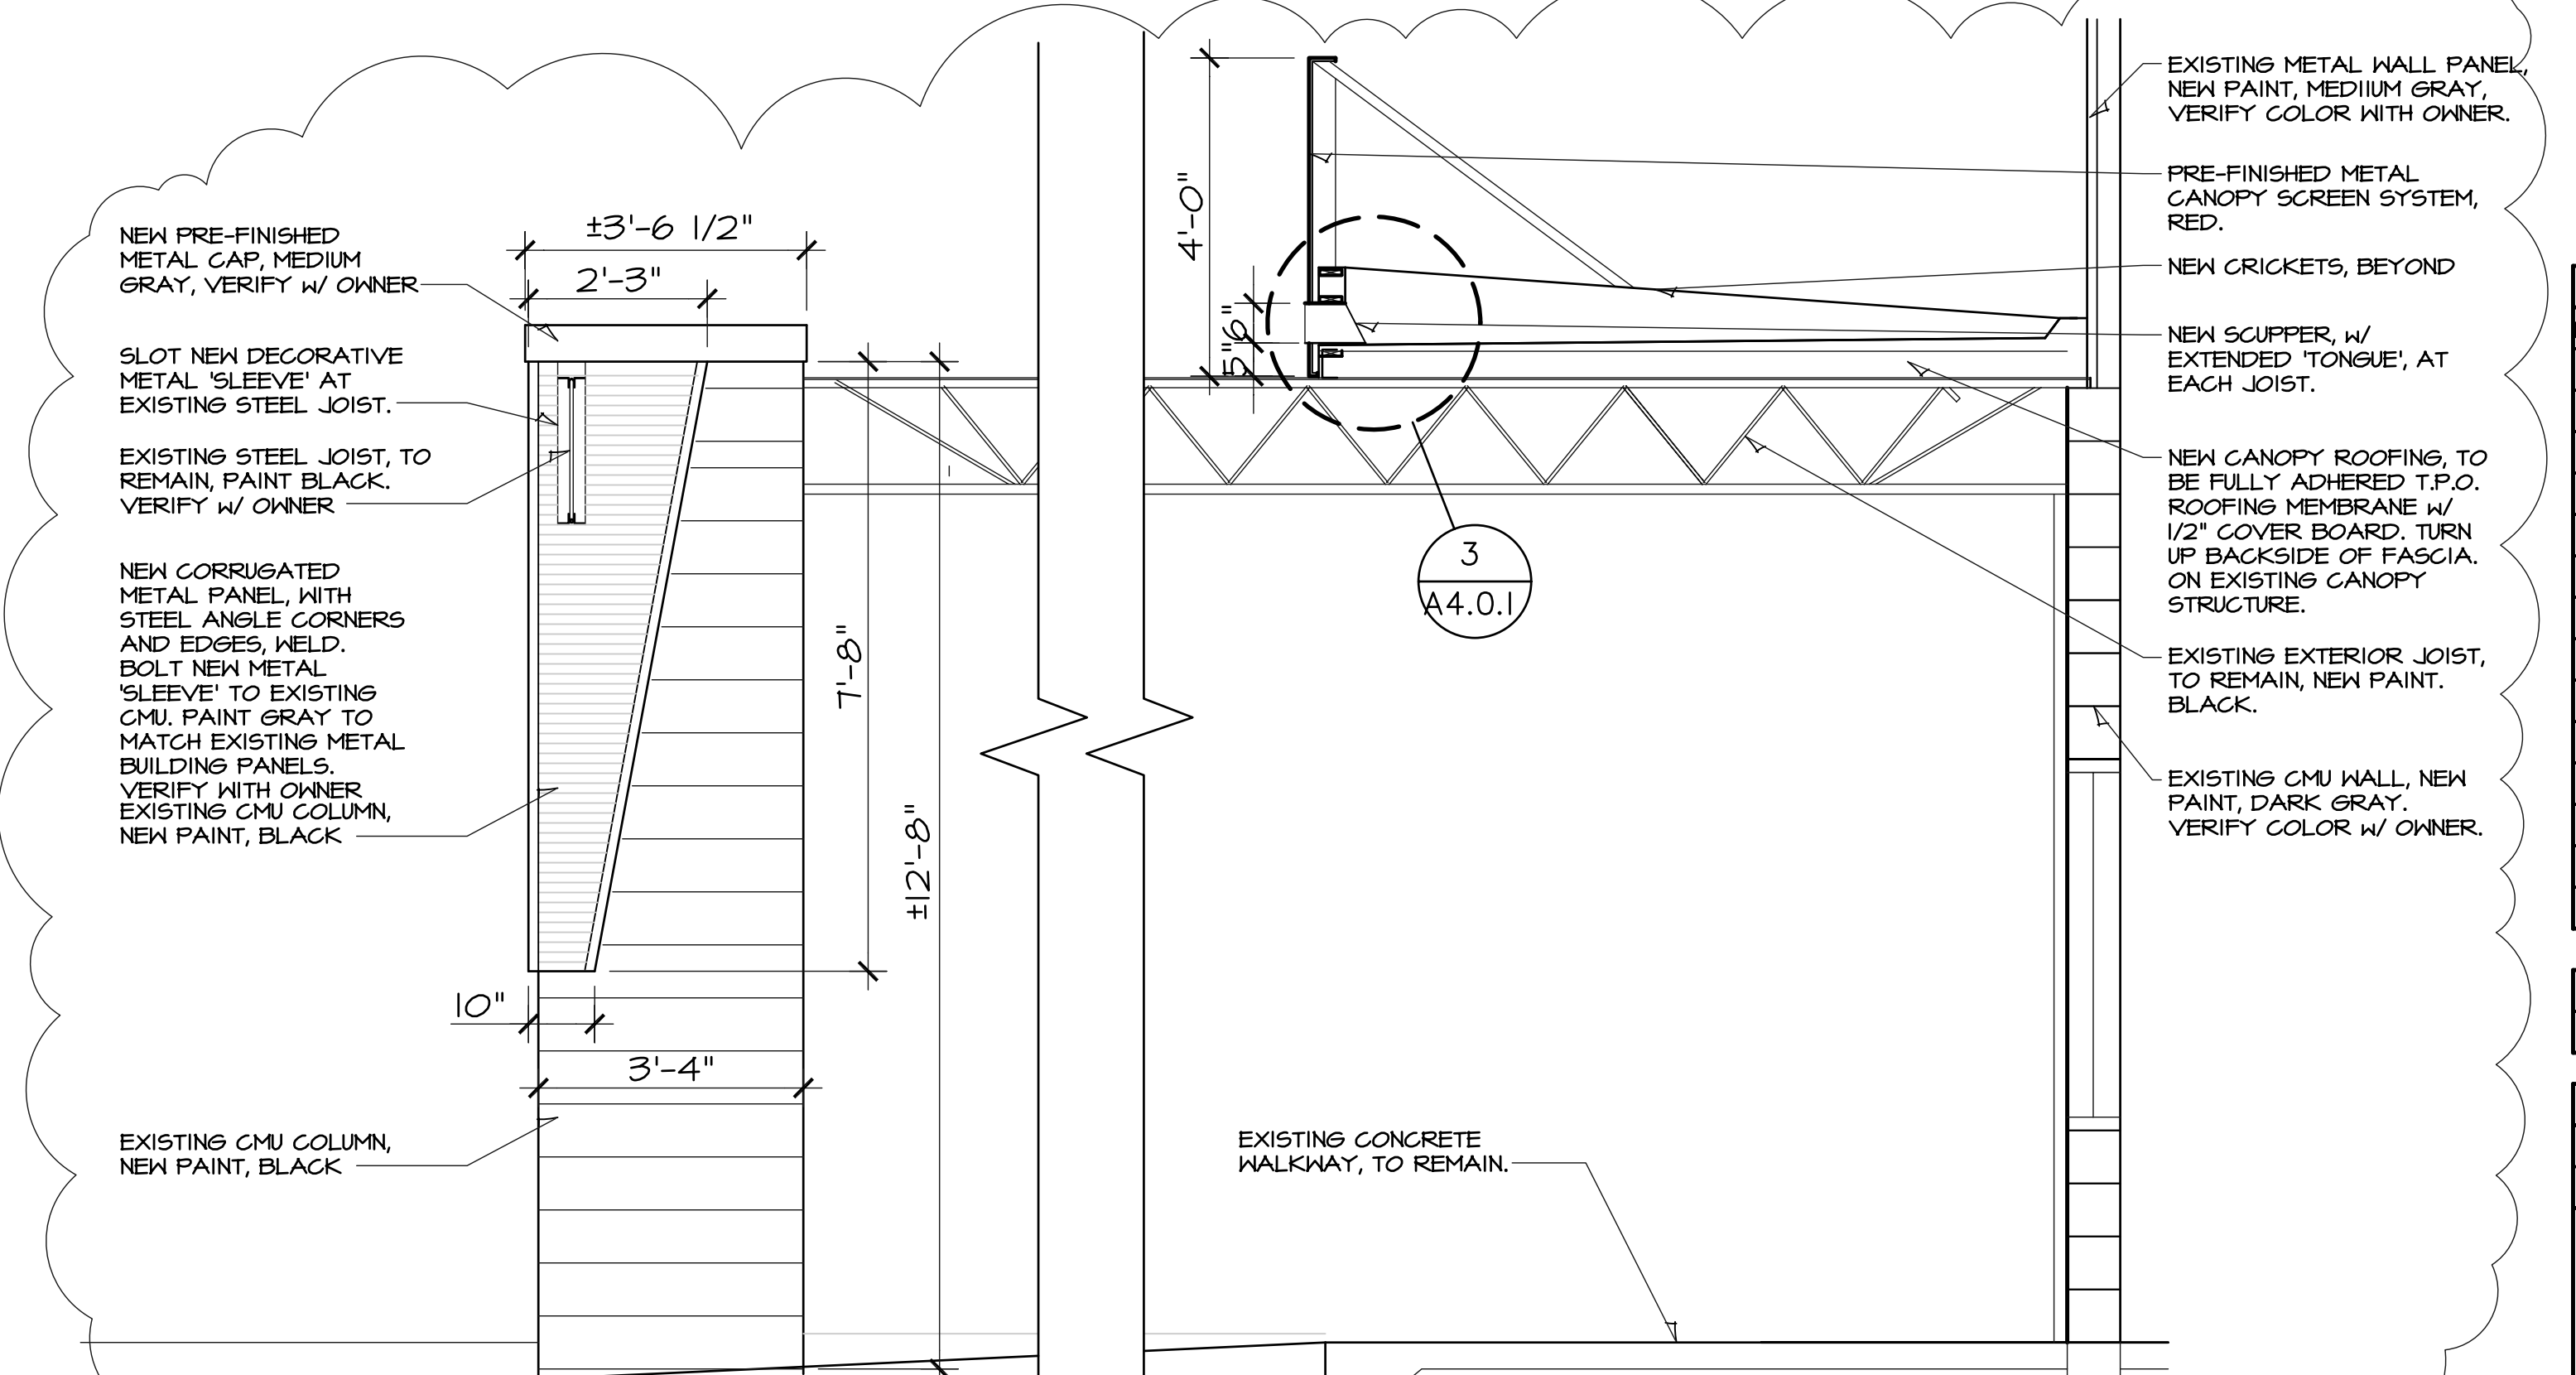 NEW PRE-FINISHED
METAL CAP, MEDIUM
GRAY, VERIFY w/ OWNER
SLOT NEW DECORATIVE
METAL 'SLEEVE' AT
EXISTING STEEL JOIST.
EXISTING STEEL JOIST, TO
REMAIN, PAINT BLACK.
VERIFY w/ OWNER
NEW CORRUGATED
METAL PANEL, WITH
STEEL ANGLE CORNERS
AND EDGES, WELD.
BOLT NEW METAL
'SLEEVE' TO EXISTING
CMU. PAINT GRAY TO
MATCH EXISTING METAL
BUILDING PANELS.
VERIFY WITH OWNER
EXISTING CMU COLUMN,
NEW PAINT, BLACK
EXISTING CMU COLUMN,
NEW PAINT, BLACK
±3'-6 1/2"
2'-3"
7'-8"
±12'-8"
10"
3'-4"
4'-0"
6"
5"
3
A4.0.1
EXISTING CONCRETE
WALKWAY, TO REMAIN.
EXISTING METAL WALL PANEL,
NEW PAINT, MEDIIUM GRAY,
VERIFY COLOR WITH OWNER.
PRE-FINISHED METAL
CANOPY SCREEN SYSTEM,
RED.
NEW CRICKETS, BEYOND
NEW SCUPPER, w/
EXTENDED 'TONGUE', AT
EACH JOIST.
NEW CANOPY ROOFING, TO
BE FULLY ADHERED T.P.O.
ROOFING MEMBRANE w/
1/2" COVER BOARD. TURN
UP BACKSIDE OF FASCIA.
ON EXISTING CANOPY
STRUCTURE.
EXISTING EXTERIOR JOIST,
TO REMAIN, NEW PAINT.
BLACK.
EXISTING CMU WALL, NEW
PAINT, DARK GRAY.
VERIFY COLOR w/ OWNER.